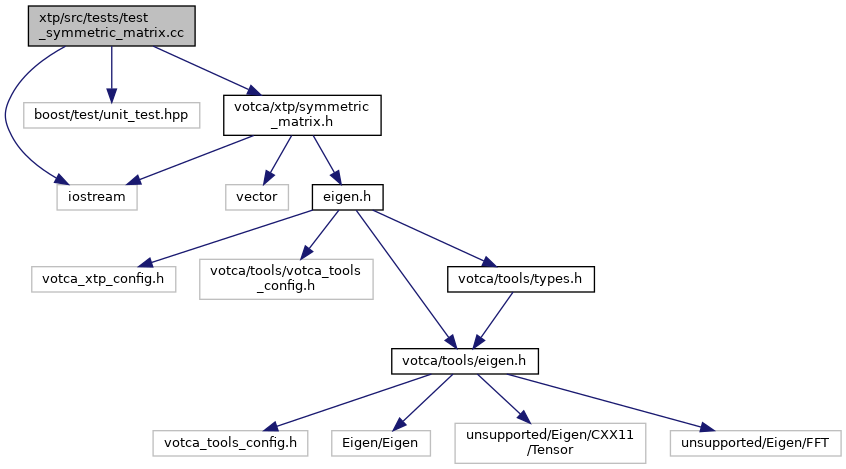 xtp/src/tests/test
_symmetric_matrix.cc
boost/test/unit_test.hpp
votca/xtp/symmetric
_matrix.h
iostream
vector
eigen.h
votca_xtp_config.h
votca/tools/votca_tools
_config.h
votca/tools/types.h
votca/tools/eigen.h
votca_tools_config.h
Eigen/Eigen
unsupported/Eigen/CXX11
/Tensor
unsupported/Eigen/FFT